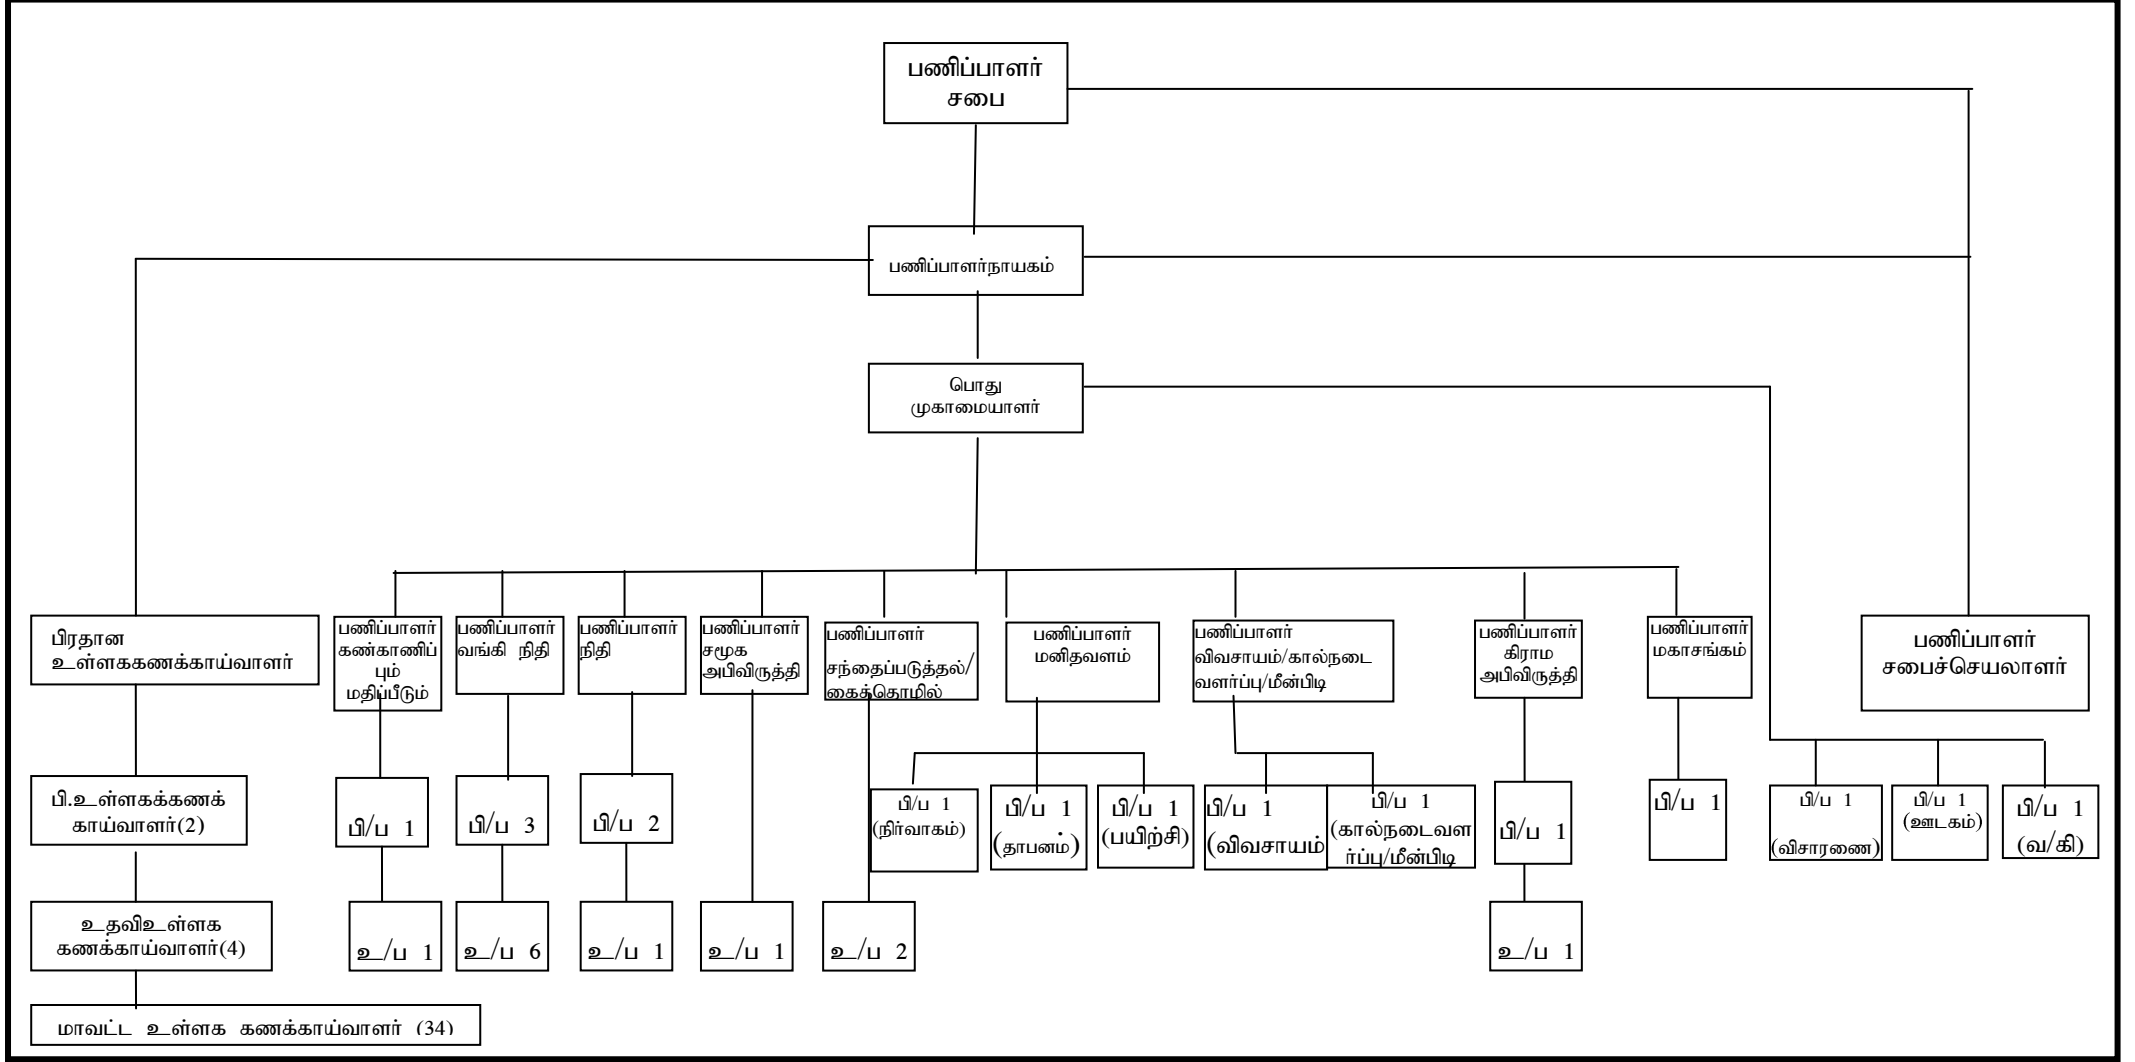 பணிப்பாளர்
சபை
பணிப்பாளர்நாயகம்
பொது
முகாமையாளர்
பிரதான
உள்ளககணக்காய்வாளர்
பணிப்பாளர்
கண்காணிப்
பும்
மதிப்பீடும்
பணிப்பாளர்
வங்கி நிதி
பணிப்பாளர்
நிதி
பணிப்பாளர்
சமூக
அபிவிருத்தி
பணிப்பாளர்
சந்தைப்படுத்தல்/
கைத்தொழில்
பணிப்பாளர்
மனிதவளம்
பணிப்பாளர்
விவசாயம்/கால்நடை
வளர்ப்பு/மீன்பிடி
பணிப்பாளர்
கிராம
அபிவிருத்தி
பணிப்பாளர்
மகாசங்கம்
பணிப்பாளர்
சபைச்செயலாளர்
பி.உள்ளகக்கணக்
காய்வாளர்(2)
பி/ப 1
பி/ப 3
பி/ப 2
பி/ப 1
(நிர்வாகம்)
பி/ப 1
(தாபனம்)
பி/ப 1
(பயிற்சி)
பி/ப 1
(விவசாயம்
பி/ப 1
(கால்நடைவள
ர்ப்பு/மீன்பிடி
பி/ப 1
பி/ப 1
பி/ப 1
(விசாரணை)
பி/ப 1
(ஊடகம்)
பி/ப 1
(வ/கி)
உதவிஉள்ளக
கணக்காய்வாளர்(4)
உ/ப 1
உ/ப 6
உ/ப 1
உ/ப 1
உ/ப 2
உ/ப 1
மாவட்ட உள்ளக கணக்காய்வாளர் (34)